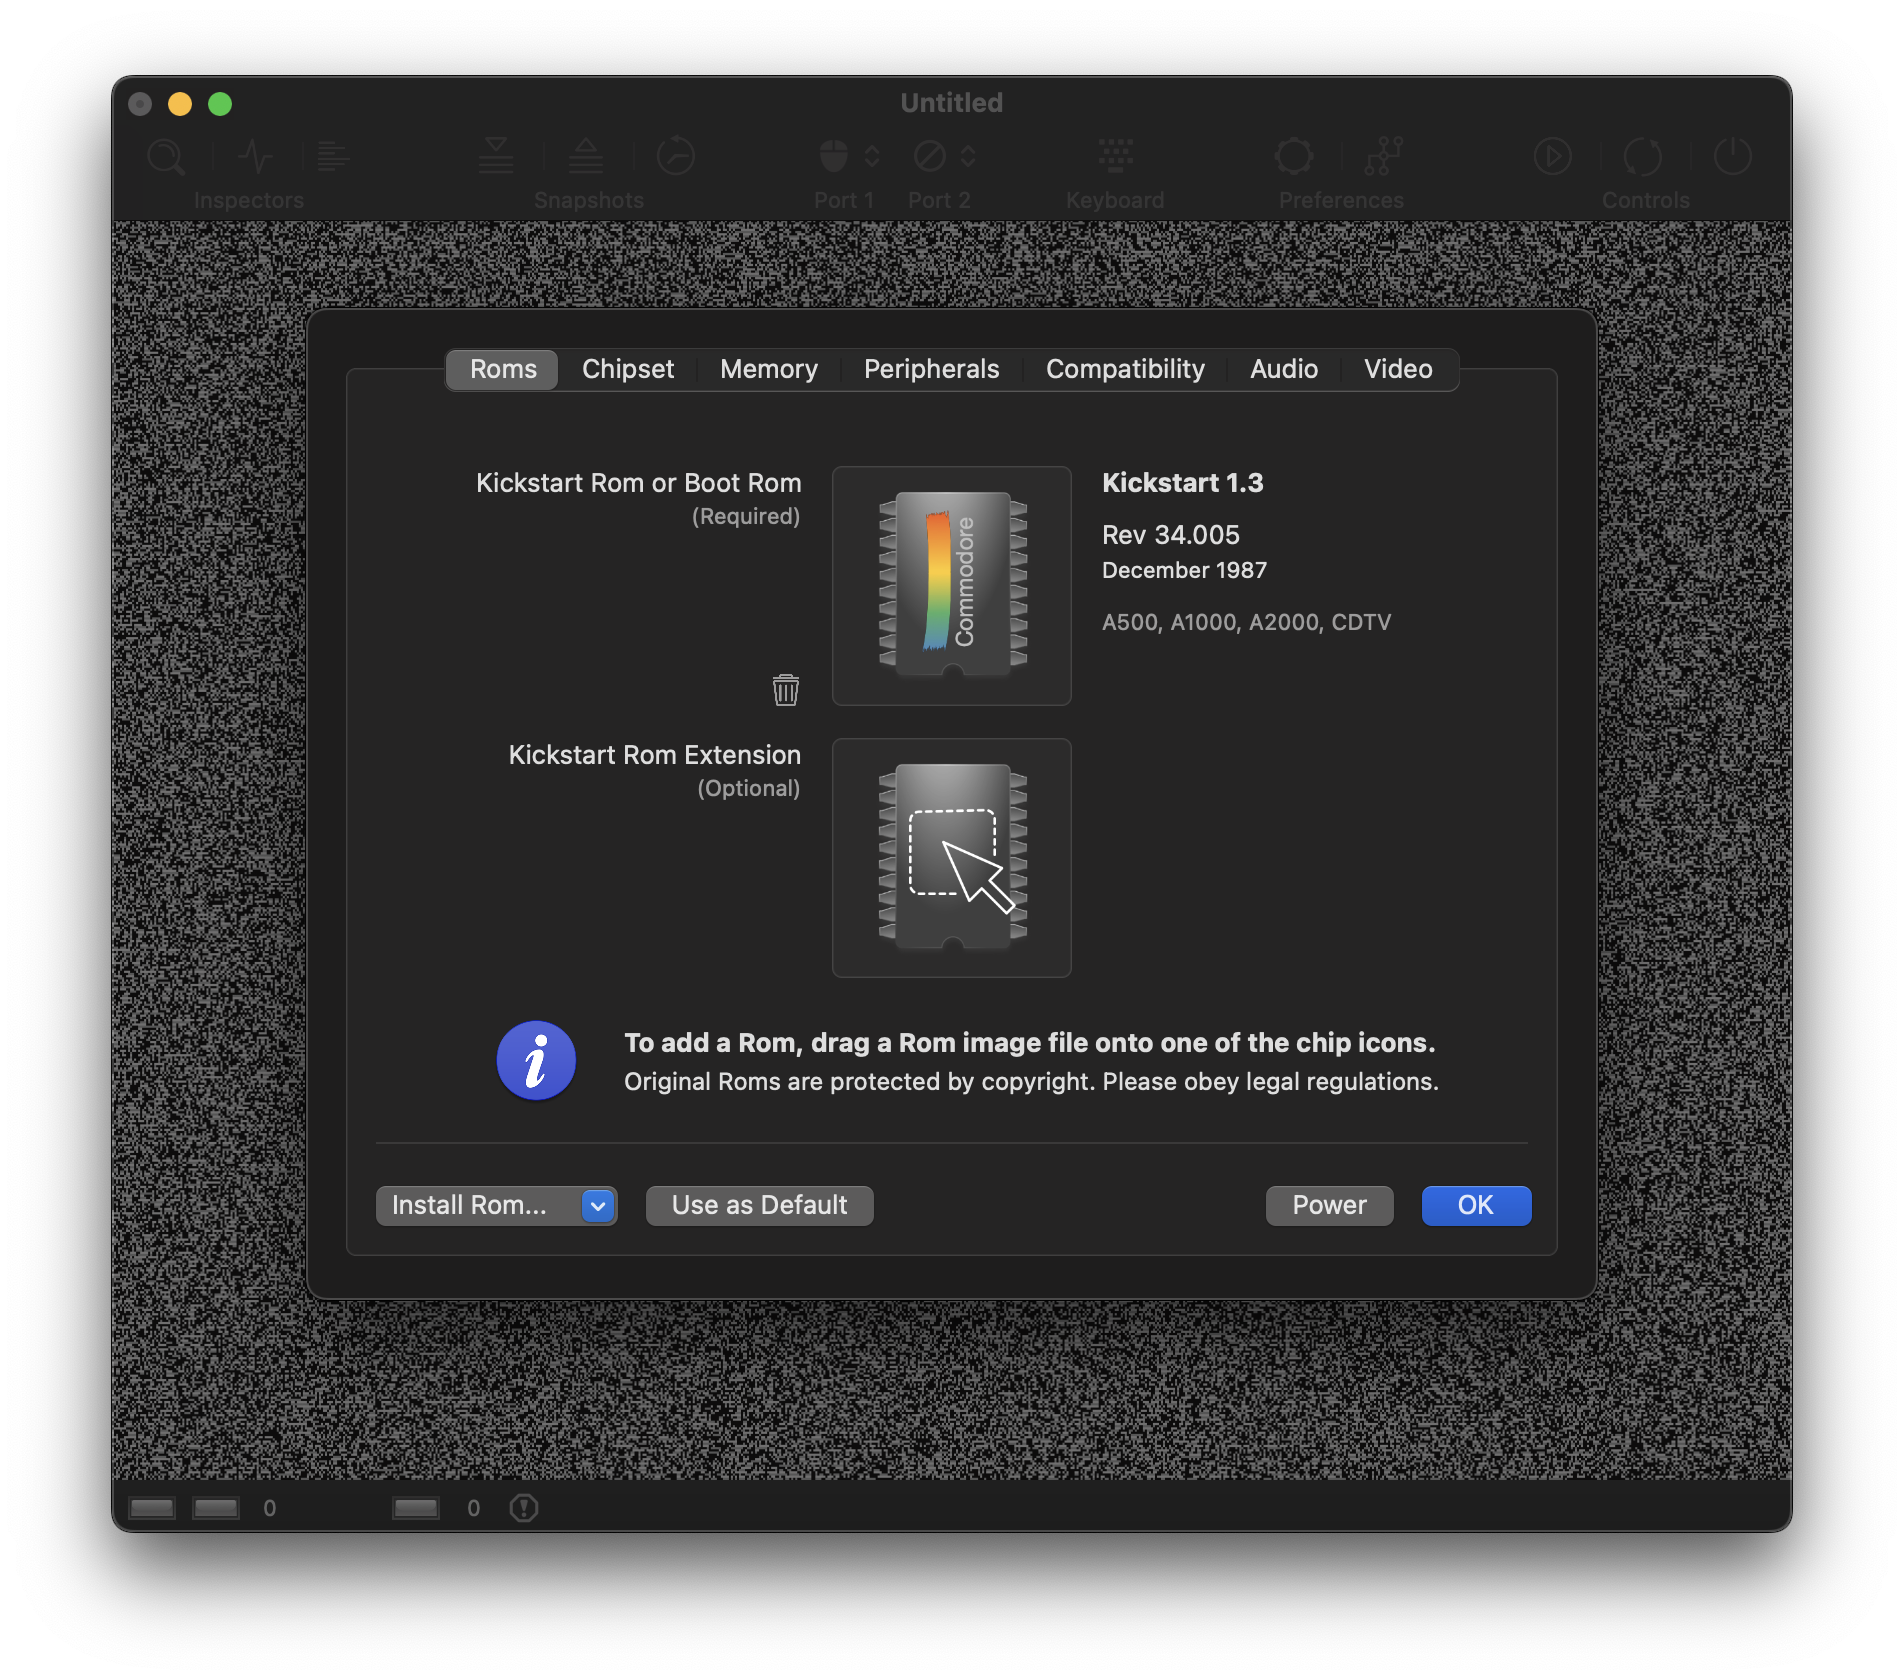 Untitled
Inspectors
Snapshots
Port 1
Port 2
Keyboard
Preferences
Controls
Roms
Chipset
Memory
Peripherals
Compatibility
Audio
Video
Kickstart Rom or Boot Rom
(Required)
Commodore
Kickstart 1.3
Rev 34.005
December 1987
A500, A1000, A2000, CDTV
Kickstart Rom Extension
(Optional)
To add a Rom, drag a Rom image file onto one of the chip icons.
Original Roms are protected by copyright. Please obey legal regulations.
Install Rom...
Use as Default
Power
OK
0
0